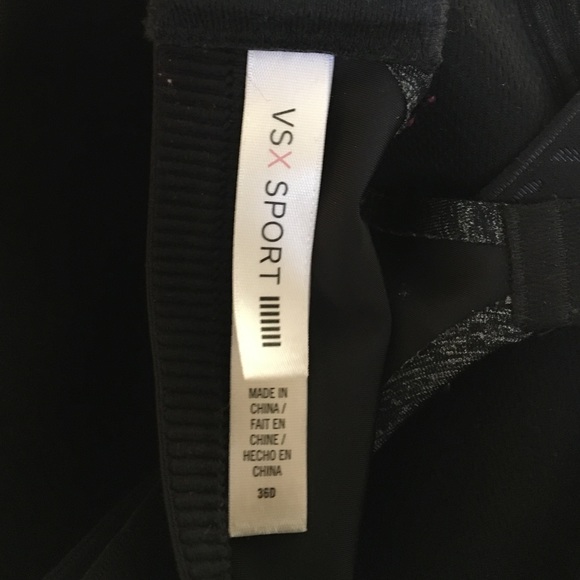 VSX SPORT
MADE IN
CHINA /
FAIT EN
CHINE /
HECHO EN
CHINA
36D